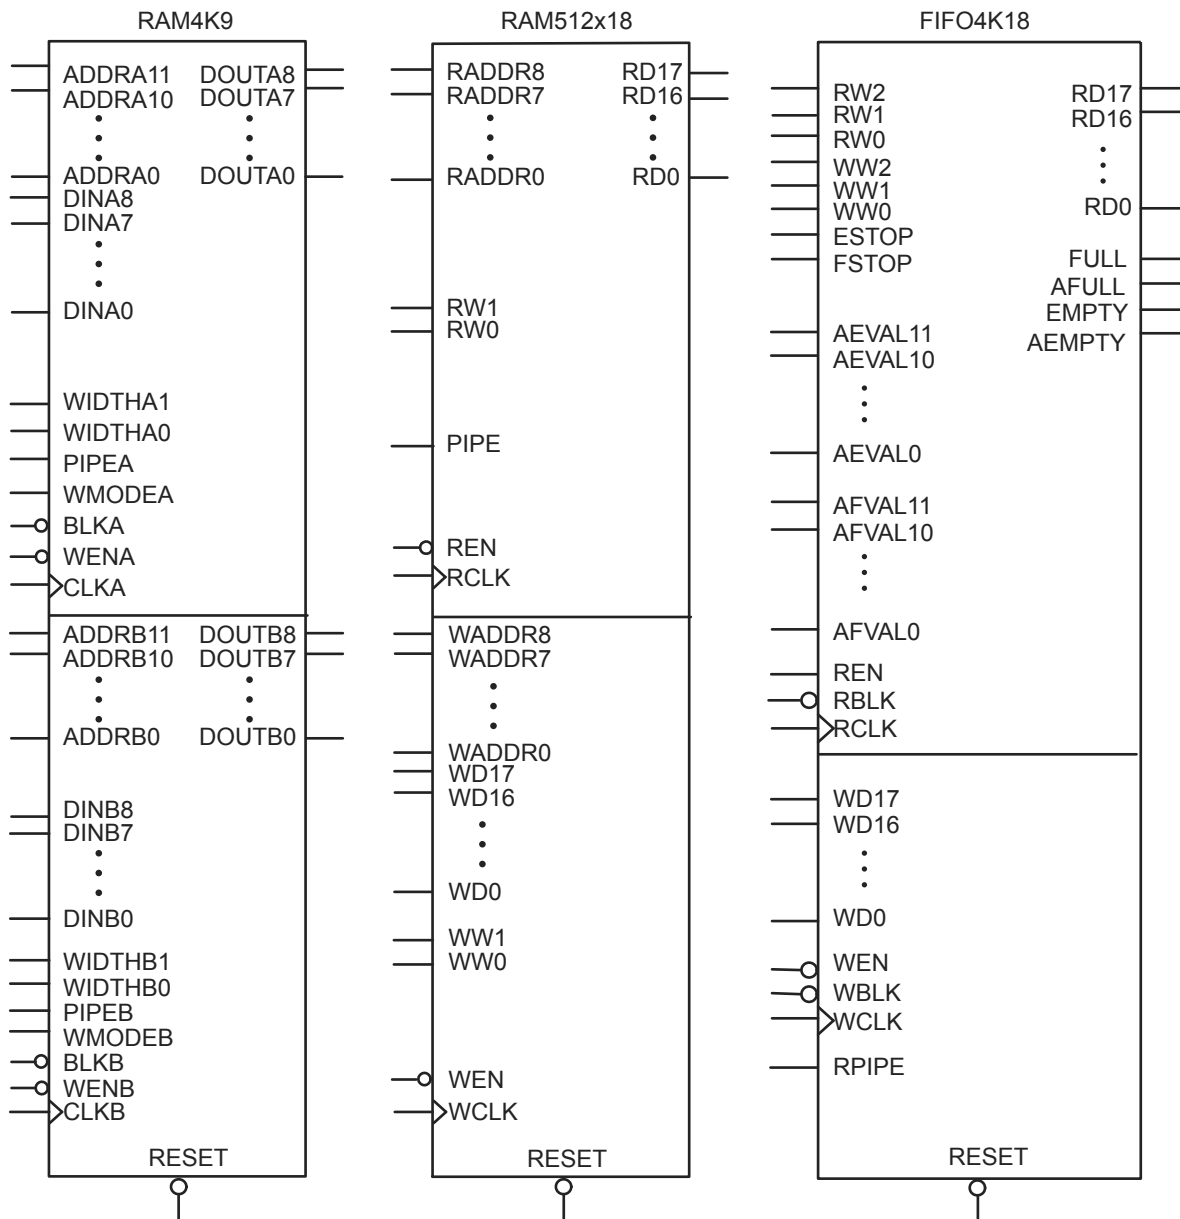 RAM4K9
ADDRA11 DOUTA8
ADDRA10 DOUTA7
ADDRA0 DOUTA0
DINA8
DINA7
DINA0
WIDTHA1
WIDTHA0
PIPEA
WMODEA
BLKA
WENA
CLKA
ADDRB11 DOUTB8
ADDRB10 DOUTB7
ADDRB0 DOUTB0
DINB8
DINB7
DINB0
WIDTHB1
WIDTHB0
PIPEB
WMODEB
BLKB
WENB
CLKB
RESET
RAM512x18
RADDR8 RD17
RADDR7 RD16
RADDR0 RD0
RW1
RW0
PIPE
REN
RCLK
WADDR8
WADDR7
WADDR0
WD17
WD16
WD0
WW1
WW0
WEN
WCLK
RESET
FIFO4K18
RW2 RD17
RW1 RD16
RW0
WW2
WW1
WW0 RD0
ESTOP
FSTOP FULL
AFULL
EMPTY
AEVAL11 AEMPTY
AEVAL10
AEVAL0
AFVAL11
AFVAL10
AFVAL0
REN
RBLK
RCLK
WD17
WD16
WD0
WEN
WBLK
WCLK
RPIPE
RESET